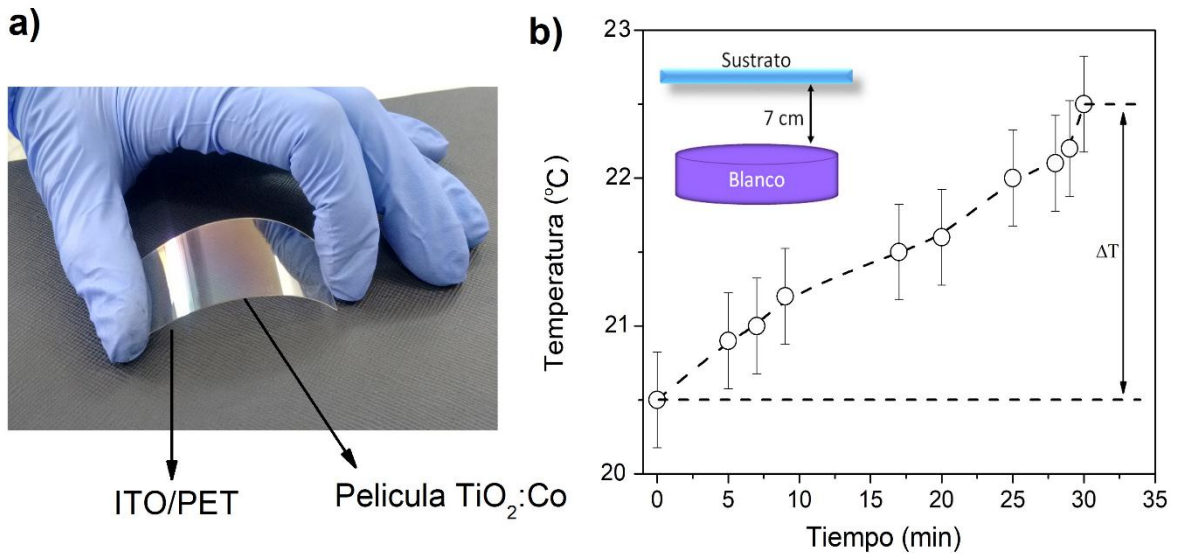 a)
ITO/PET
Pelicula TiO₂:Co
b)
Temperatura (°C)
23
22
21
20
Sustrato
7 cm
Blanco
ΔT
0 5 10 15 20 25 30 35
Tiempo (min)